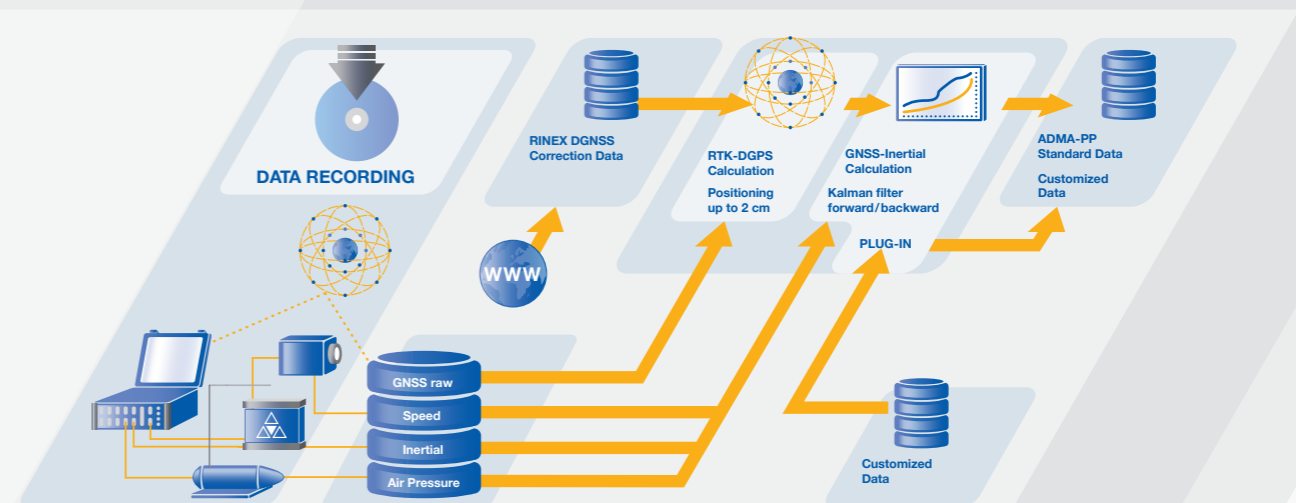 DATA RECORDING
RINEX DGNSS
Correction Data
WWW
RTK-DGPS
Calculation
Positioning
up to 2 cm
GNSS-Inertial
Calculation
Kalman filter
forward/backward
PLUG-IN
ADMA-PP
Standard Data
Customized
Data
GNSS raw
Speed
Inertial
Air Pressure
Customized
Data